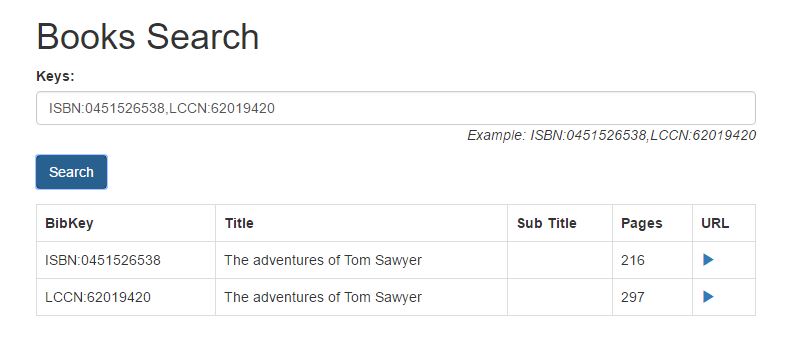 Books Search
Keys:
ISBN:0451526538,LCCN:62019420
Example: ISBN:0451526538,LCCN:62019420
Search
BibKey Title Sub Title Pages URL
ISBN:0451526538 The adventures of Tom Sawyer 216
LCCN:62019420 The adventures of Tom Sawyer 297